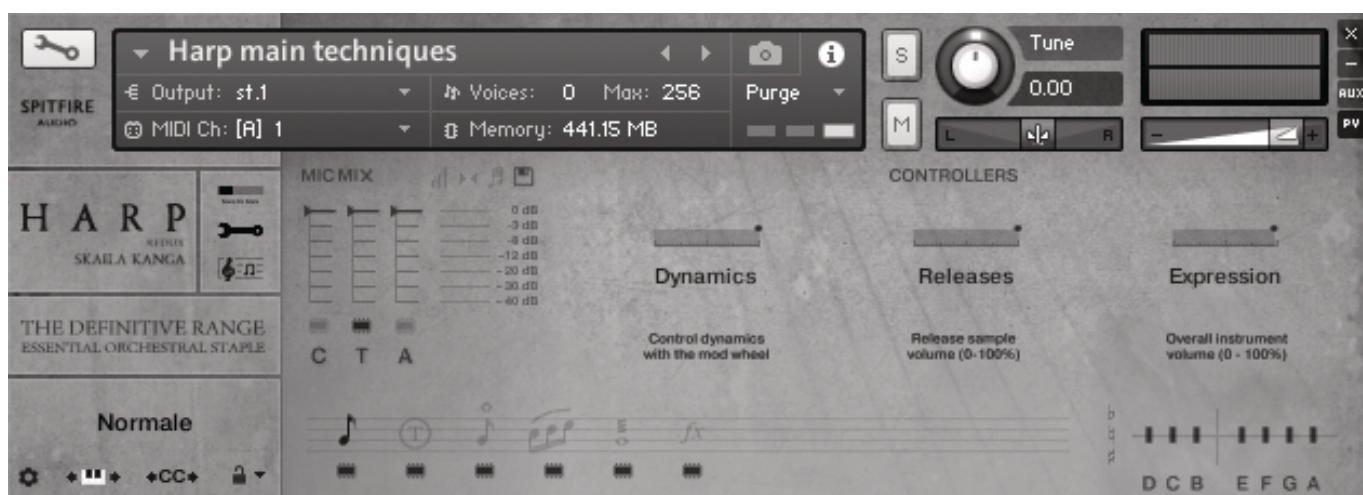 Harp main techniques
Output: st.1
Voices: 0 Max: 256
Purge
MIDI Ch: [A] 1
Memory: 441.15 MB
S
M
Tune
0.00
L
R
- +
×
-
AUX
PV
SPITFIRE
AUDIO
HARP
REDUX
SKAILA KANGA
THE DEFINITIVE RANGE
ESSENTIAL ORCHESTRAL STAPLE
Normale
CC
MIC MIX
0 dB
-3 dB
-12 dB
-20 dB
-30 dB
-40 dB
C T A
CONTROLLERS
Dynamics
Control dynamics
with the mod wheel
Releases
Release sample
volume (0-100%)
Expression
Overall instrument
volume (0 - 100%)
T
fx
D C B E F G A